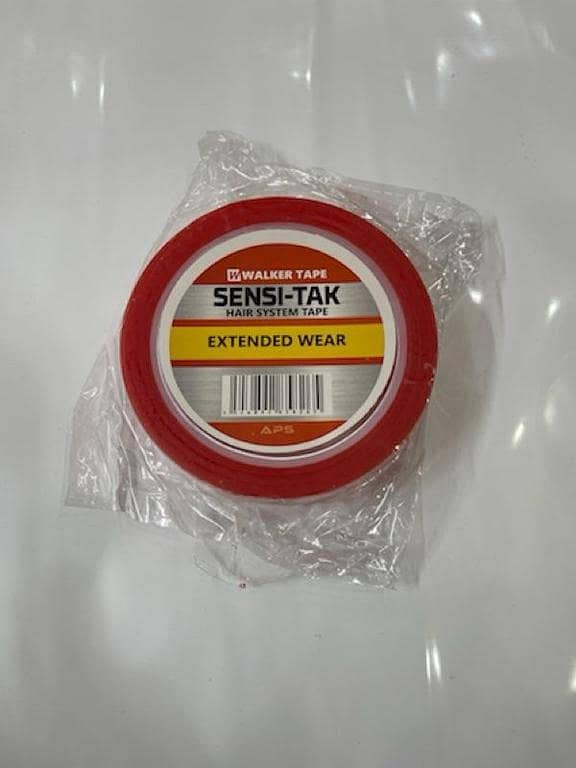 W WALKER TAPE
SENSI-TAK
HAIR SYSTEM TAPE
EXTENDED WEAR
APS